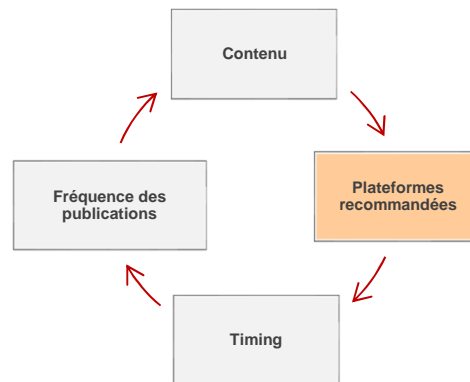 Contenu
Plateformes
recommandées
Fréquence des
publications
Timing